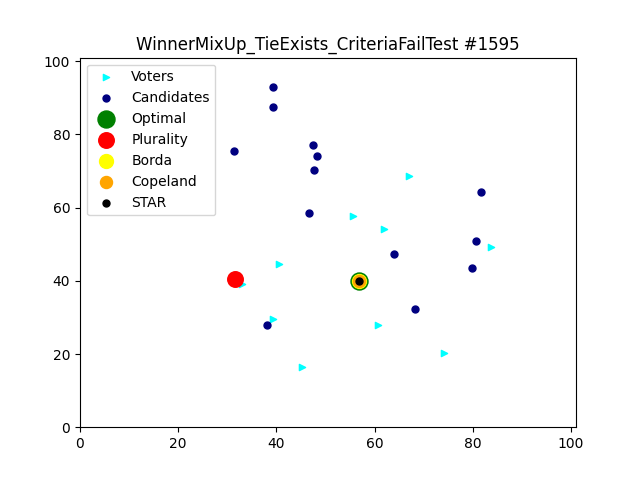 WinnerMixUp_TieExists_CriteriaFailTest #1595
Voters
Candidates
Optimal
Plurality
Borda
Copeland
STAR
100
80
60
40
20
0
0 20 40 60 80 100